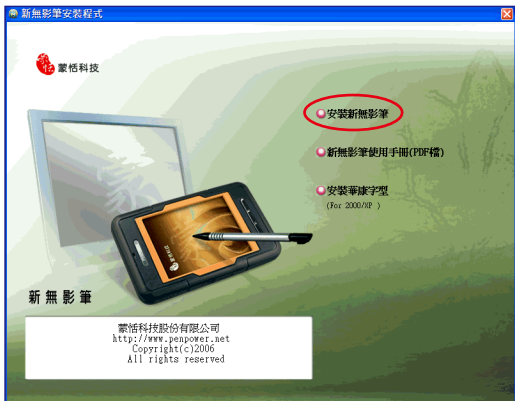 新無影筆安裝程式
蒙恬科技
安裝新無影筆
新無影筆使用手冊(PDF檔)
安裝華康字型
(For 2000/XP )
新無影筆
蒙恬科技股份有限公司
http://www.penpower.net
Copyright(c)2006
All rights reserved